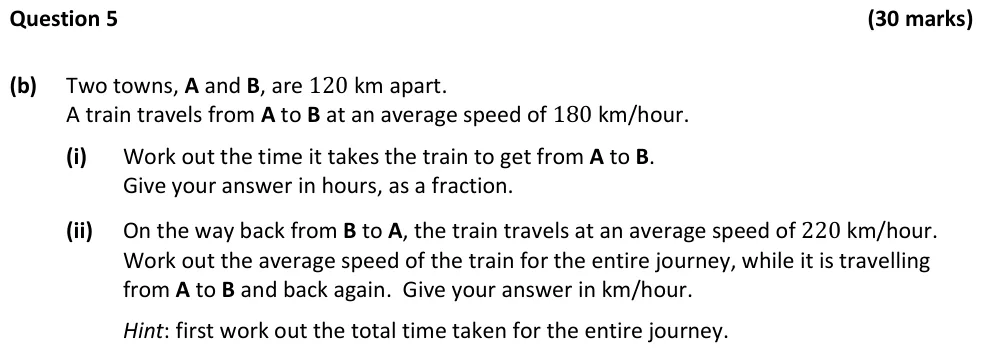 Question 5 (30 marks)
(b) Two towns, A and B, are 120 km apart.
A train travels from A to B at an average speed of 180 km/hour.
(i) Work out the time it takes the train to get from A to B.
Give your answer in hours, as a fraction.
(ii) On the way back from B to A, the train travels at an average speed of 220 km/hour.
Work out the average speed of the train for the entire journey, while it is travelling
from A to B and back again. Give your answer in km/hour.
Hint: first work out the total time taken for the entire journey.